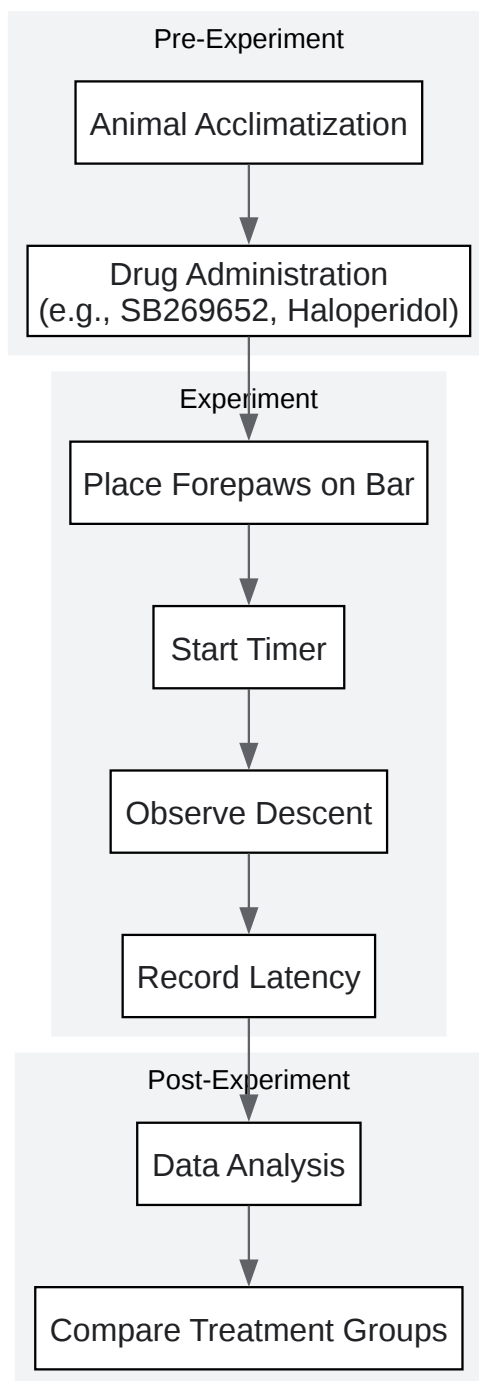 Pre-Experiment
Animal Acclimatization
Drug Administration
(e.g., SB269652, Haloperidol)
Experiment
Place Forepaws on Bar
Start Timer
Observe Descent
Record Latency
Post-Experiment
Data Analysis
Compare Treatment Groups